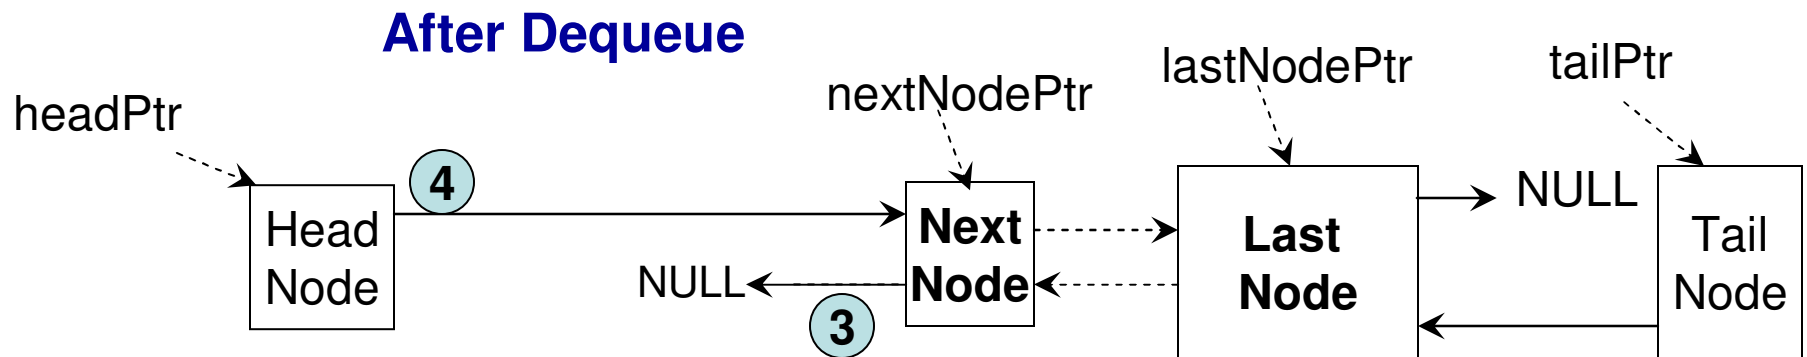 After Dequeue
headPtr
nextNodePtr
lastNodePtr
tailPtr
4
Head
Node
NULL
3
Next
Node
Last
Node
NULL
Tail
Node